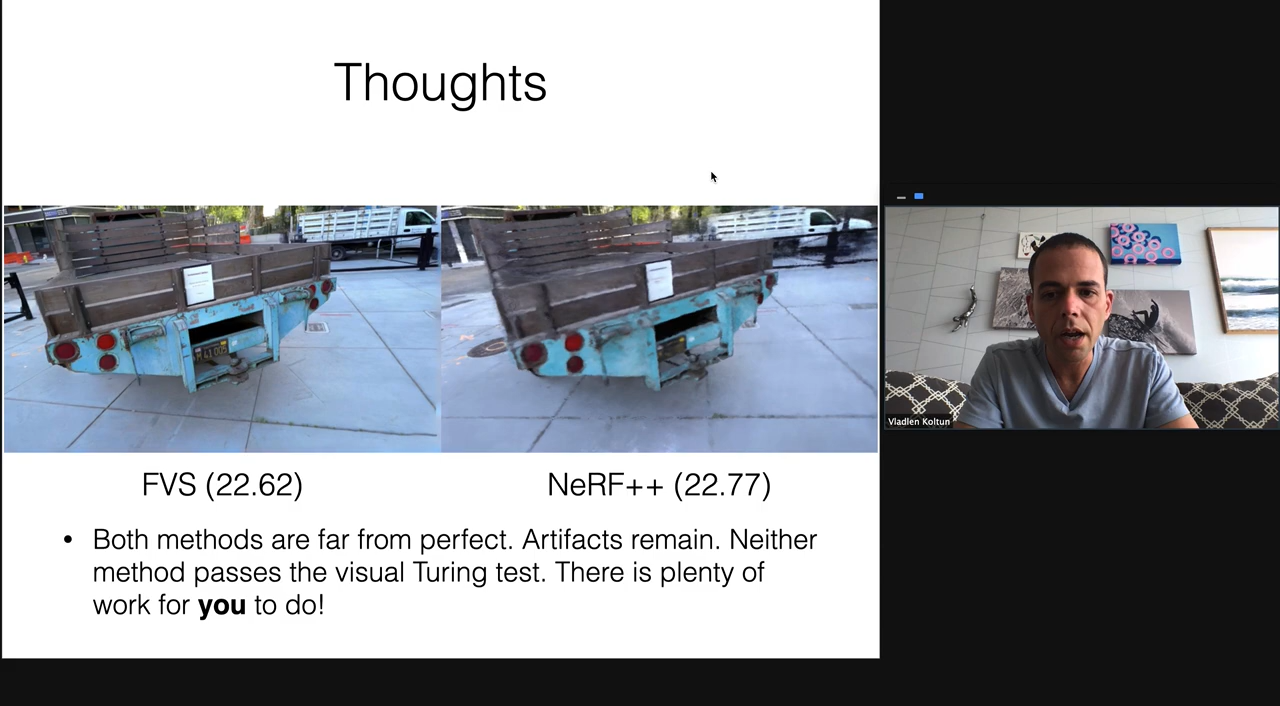 Thoughts
FVS (22.62)
NeRF++ (22.77)
• Both methods are far from perfect. Artifacts remain. Neither
method passes the visual Turing test. There is plenty of
work for you to do!
Vladlen Koltun